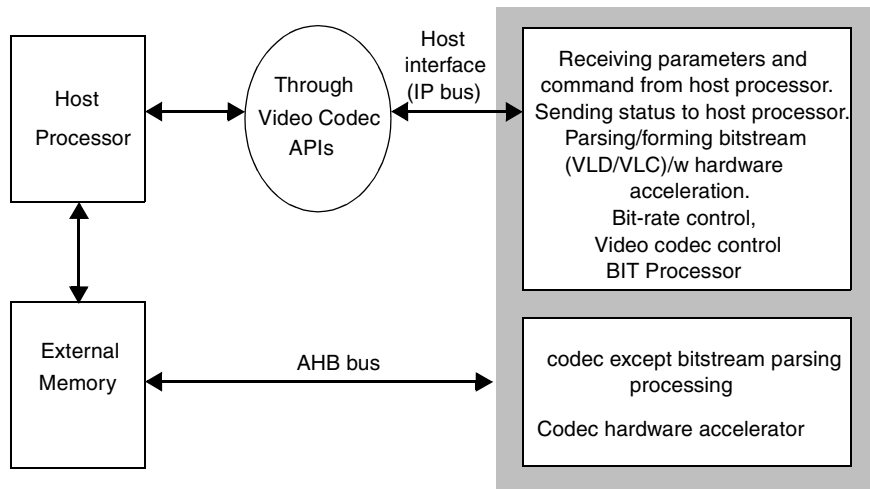 Host
Processor
Through
Video Codec
APIs
Host
interface
(IP bus)
Receiving parameters and
command from host processor.
Sending status to host processor.
Parsing/forming bitstream
(VLD/VLC)/w hardware
acceleration.
Bit-rate control,
Video codec control
BIT Processor
External
Memory
AHB bus
codec except bitstream parsing
processing
Codec hardware accelerator